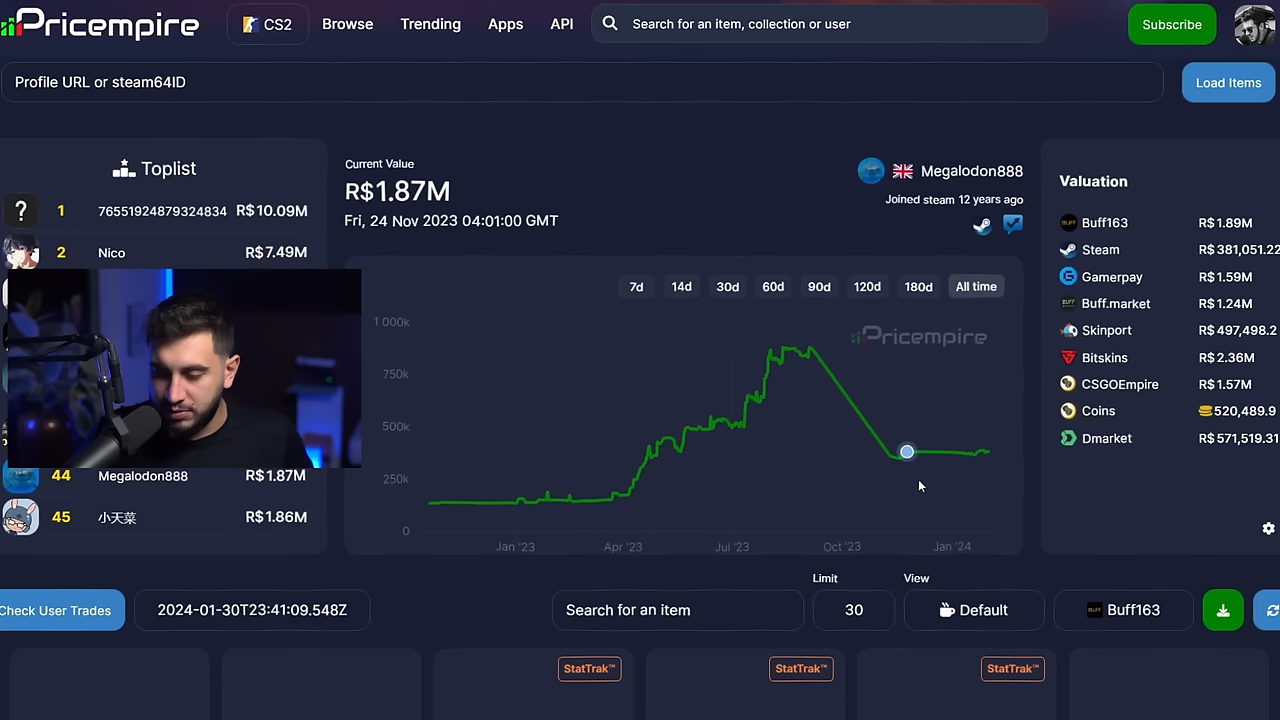 Pricempire
CS2
Browse
Trending
Apps
API
Search for an item, collection or user
Subscribe
Profile URL or steam64ID
Load Items
Toplist
? 1 76551924879324834 R$10.09M
2 Nico R$7.49M
44 Megalodon888 R$1.87M
45 小天菜 R$1.86M
Current Value
R$1.87M
Fri, 24 Nov 2023 04:01:00 GMT
Megalodon888
Joined steam 12 years ago
7d 14d 30d 60d 90d 120d 180d All time
Pricempire
1 000k
750k
500k
250k
0
Jan '23 Apr '23 Jul '23 Oct '23 Jan '24
Valuation
Buff163 R$1.89M
Steam R$381,051.22
Gamerpay R$1.59M
Buff.market R$1.24M
Skinport R$497,498.2
Bitskins R$2.36M
CSGOEmpire R$1.57M
Coins 520,489.9
Dmarket R$571,519.31
Limit
View
Check User Trades
2024-01-30T23:41:09.548Z
Search for an item
30
Default
BUFF Buff163
StatTrak™
StatTrak™
StatTrak™